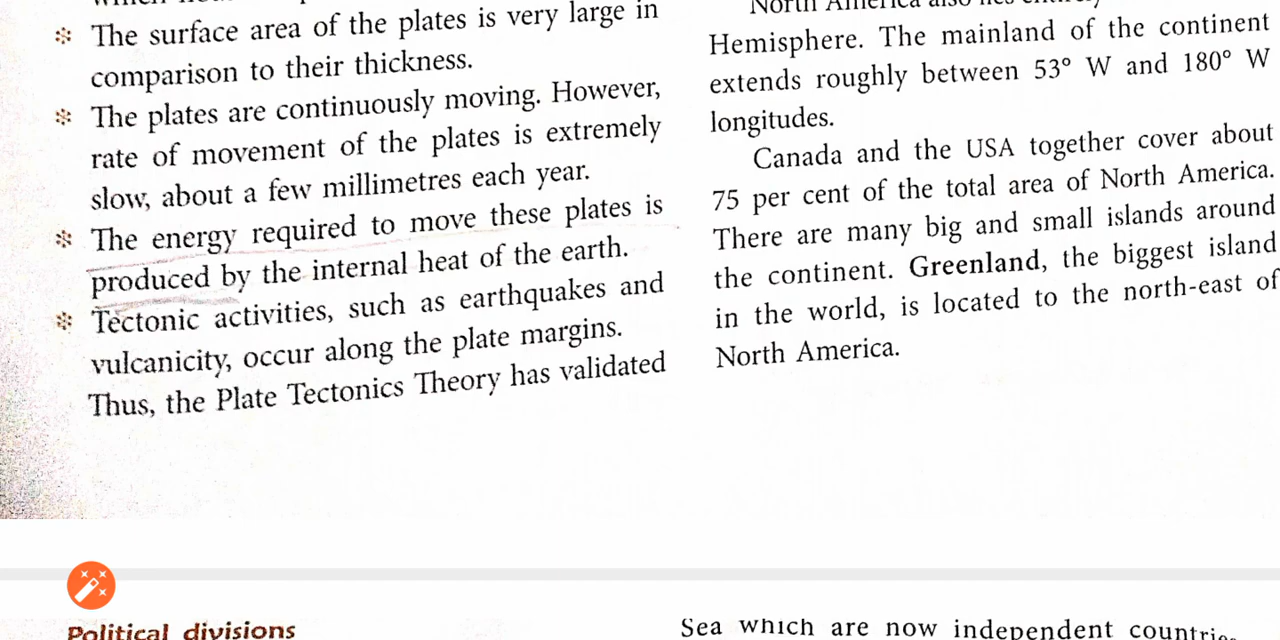 The surface area of the plates is very large in
comparison to their thickness.
The plates are continuously moving. However,
rate of movement of the plates is extremely
slow, about a few millimetres each year.
The energy required to move these plates is
produced by the internal heat of the earth.
Tectonic activities, such as earthquakes and
vulcanicity, occur along the plate margins.
Thus, the Plate Tectonics Theory has validated
North America also lies
Hemisphere. The mainland of the continent
extends roughly between 53° W and 180° W
longitudes.
Canada and the USA together cover about
75 per cent of the total area of North America.
There are many big and small islands around
the continent. Greenland, the biggest island
in the world, is located to the north-east of
North America.
Political divisions
Sea which are now independent